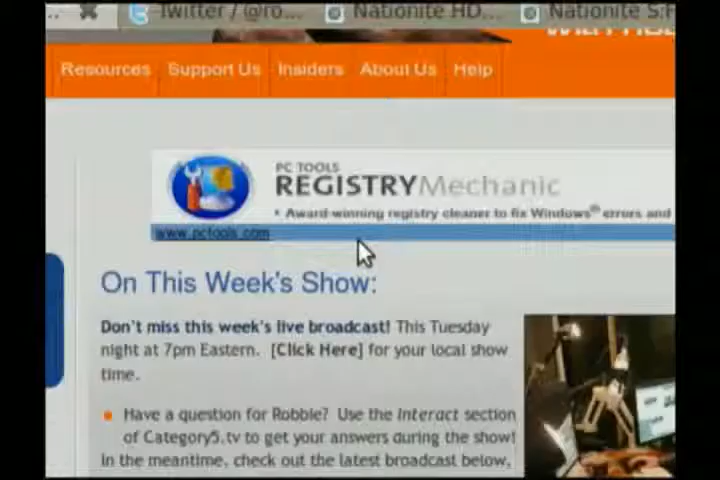 Twitter / @ro...
Nationite HD...
Nationite S:F
Resources Support Us Insiders About Us Help
PC TOOLS
REGISTRYMechanic
• Award-winning registry cleaner to fix Windows® errors and
www.pctools.com
On This Week's Show:
Don't miss this week's live broadcast! This Tuesday
night at 7pm Eastern. [Click Here] for your local show
time.
Have a question for Robbie? Use the Interact section
of Category5.tv to get your answers during the show!
In the meantime, check out the latest broadcast below,